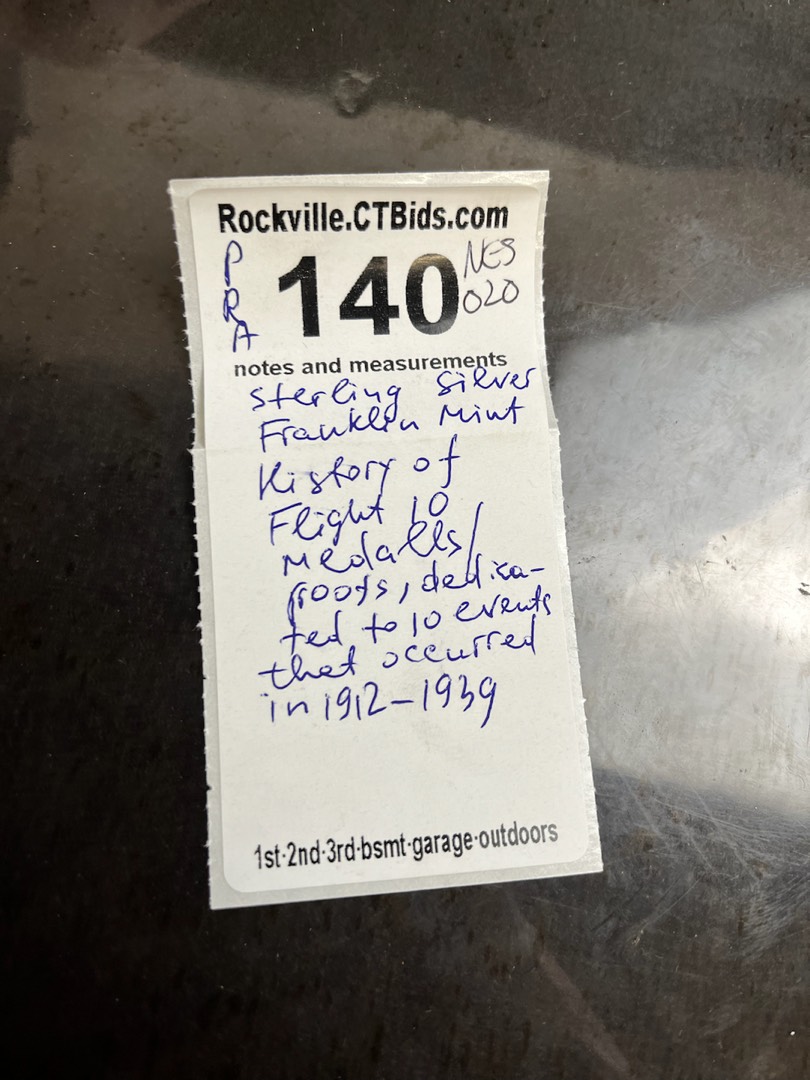 Rockville.CTBids.com
PRA 140 NES 020
notes and measurements
sterling silver
Franklin Mint
History of
Flight 10
medalls/
proofs, dedica-
ted to 10 events
that occurred
in 1912-1939
1st·2nd·3rd·bsmt·garage·outdoors